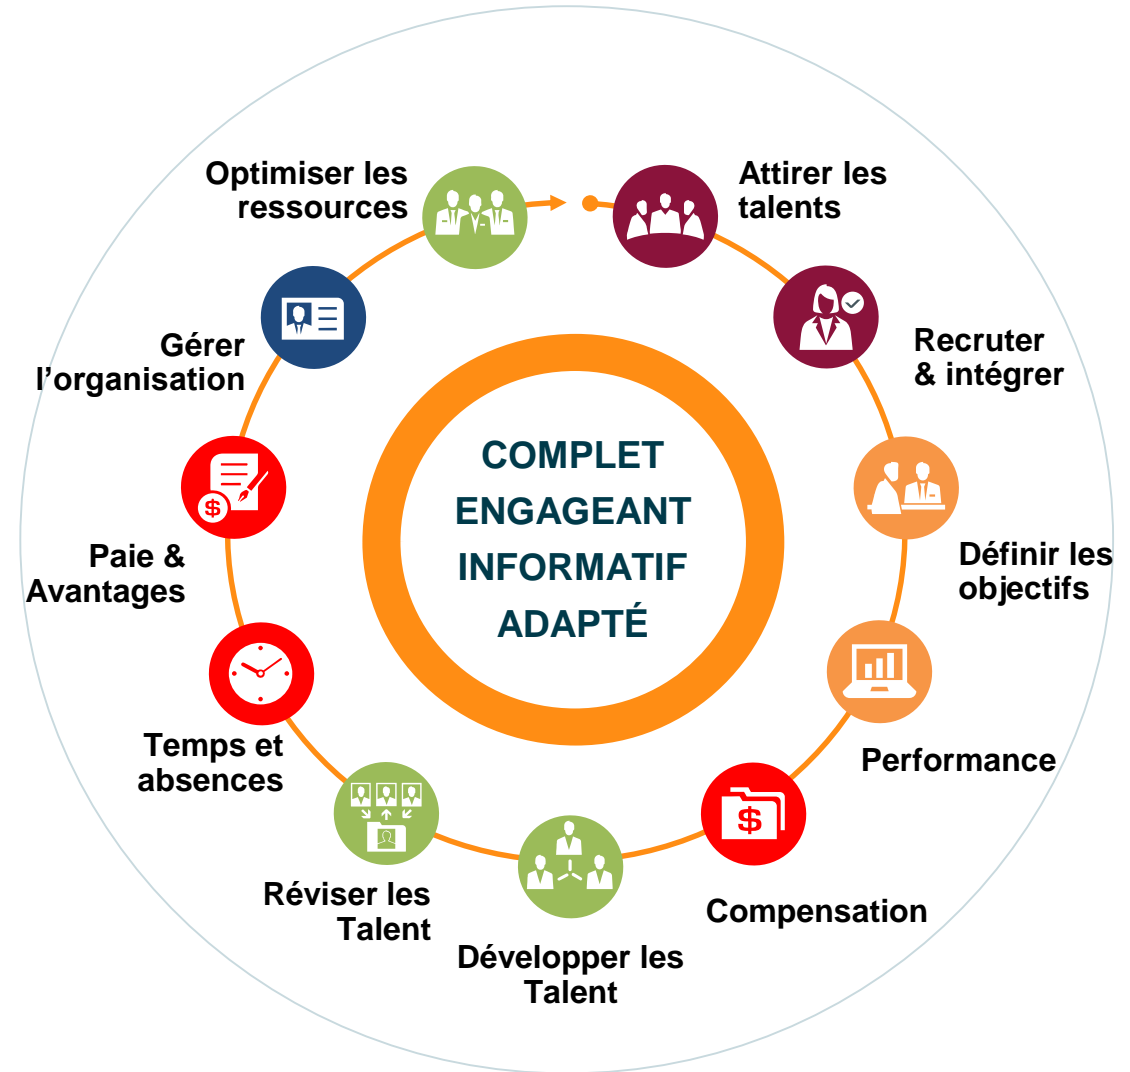 Optimiser les
ressources
Attirer les
talents
Recruter
& intégrer
Gérer
l’organisation
COMPLET
ENGAGEANT
INFORMATIF
ADAPTÉ
Définir les
objectifs
Paie &
Avantages
Performance
Temps et
absences
Compensation
Réviser les
Talent
Développer les
Talent
$
$